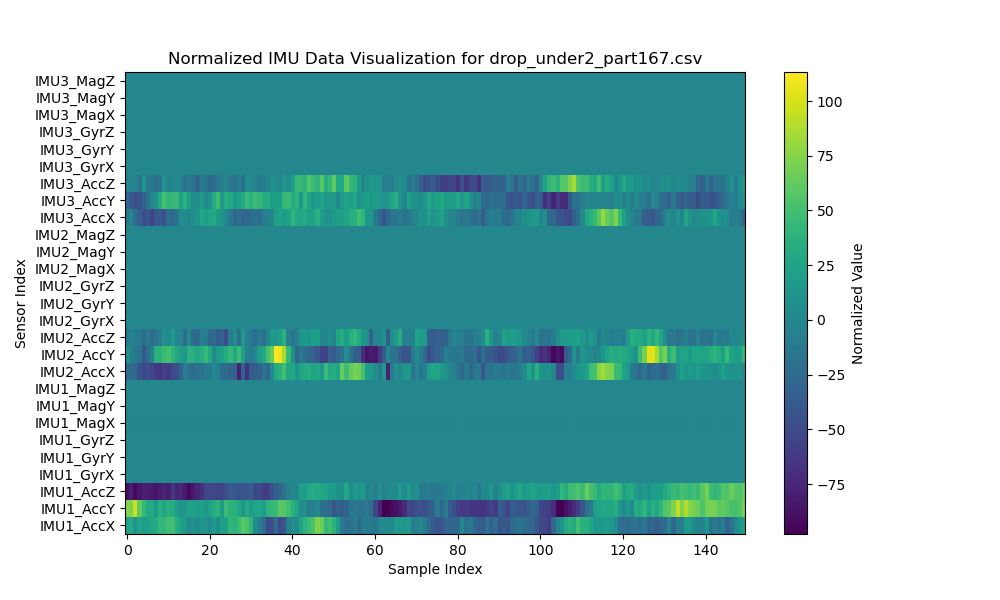 Normalized IMU Data Visualization for drop_under2_part167.csv
IMU3_MagZ
IMU3_MagY
IMU3_MagX
IMU3_GyrZ
IMU3_GyrY
IMU3_GyrX
IMU3_AccZ
IMU3_AccY
IMU3_AccX
IMU2_MagZ
IMU2_MagY
IMU2_MagX
IMU2_GyrZ
IMU2_GyrY
IMU2_GyrX
IMU2_AccZ
IMU2_AccY
IMU2_AccX
IMU1_MagZ
IMU1_MagY
IMU1_MagX
IMU1_GyrZ
IMU1_GyrY
IMU1_GyrX
IMU1_AccZ
IMU1_AccY
IMU1_AccX
Sensor Index
0 20 40 60 80 100 120 140
Sample Index
100
75
50
25
0
−25
−50
−75
Normalized Value